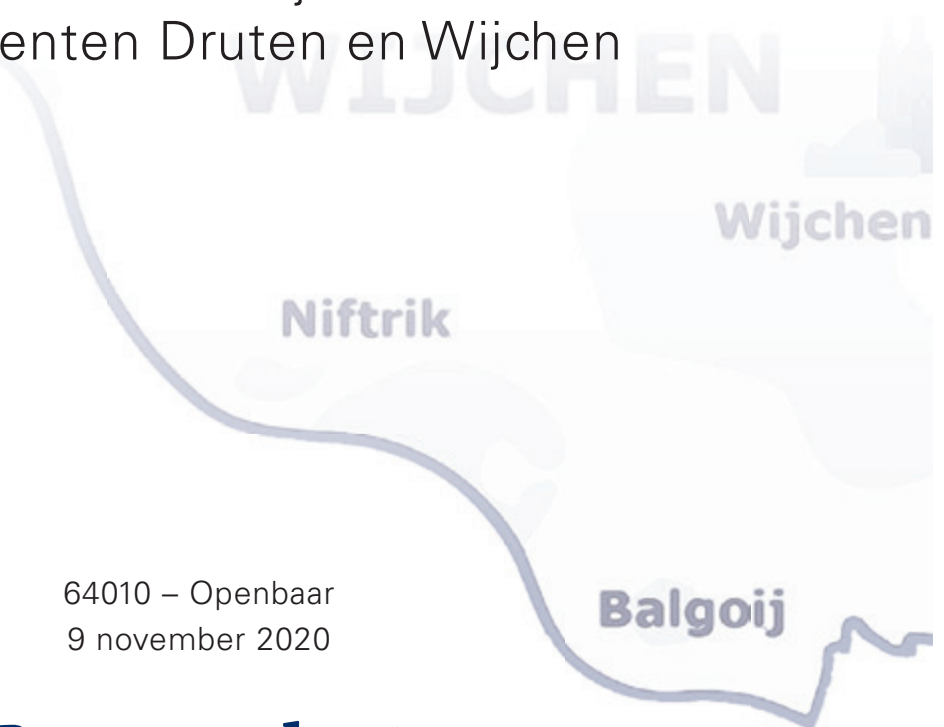 enten Druten en Wijchen
WIJCHEN
Wijchen
Niftrik
64010 – Openbaar
9 november 2020
Balgoij